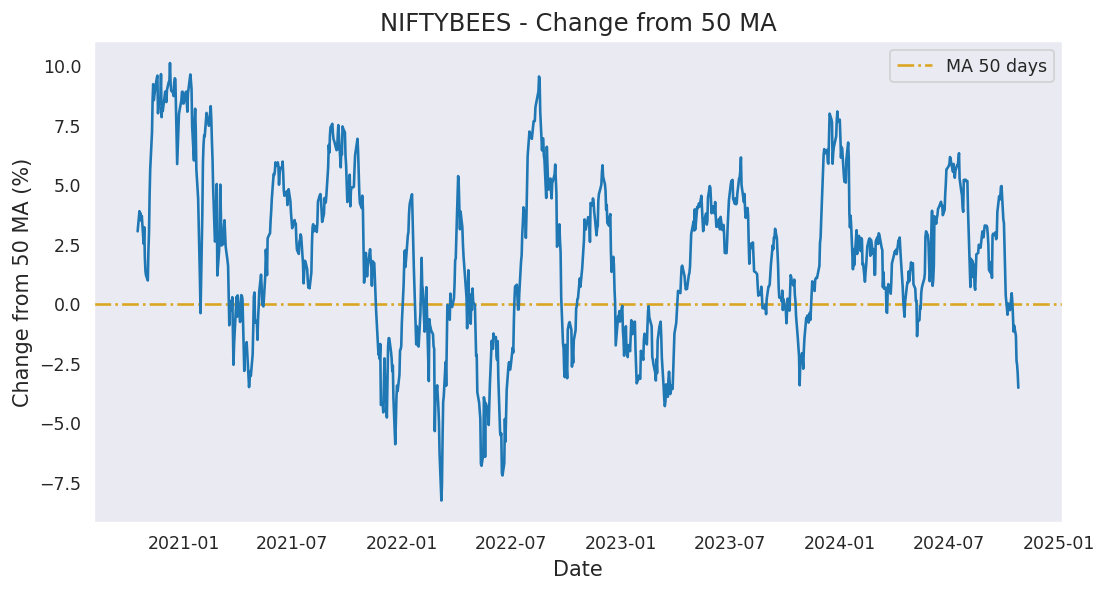 NIFTYBEES - Change from 50 MA
MA 50 days
Change from 50 MA (%)
10.0
7.5
5.0
2.5
0.0
−2.5
−5.0
−7.5
2021-01 2021-07 2022-01 2022-07 2023-01 2023-07 2024-01 2024-07 2025-01
Date